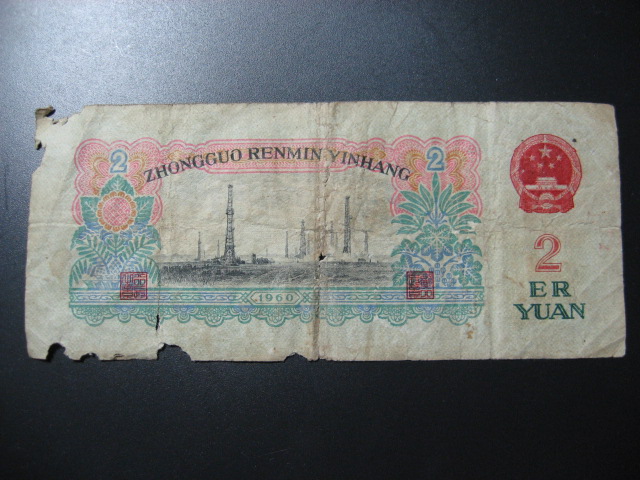 2 2
ZHONGGUO RENMIN YINHANG
2
ER
YUAN
1960